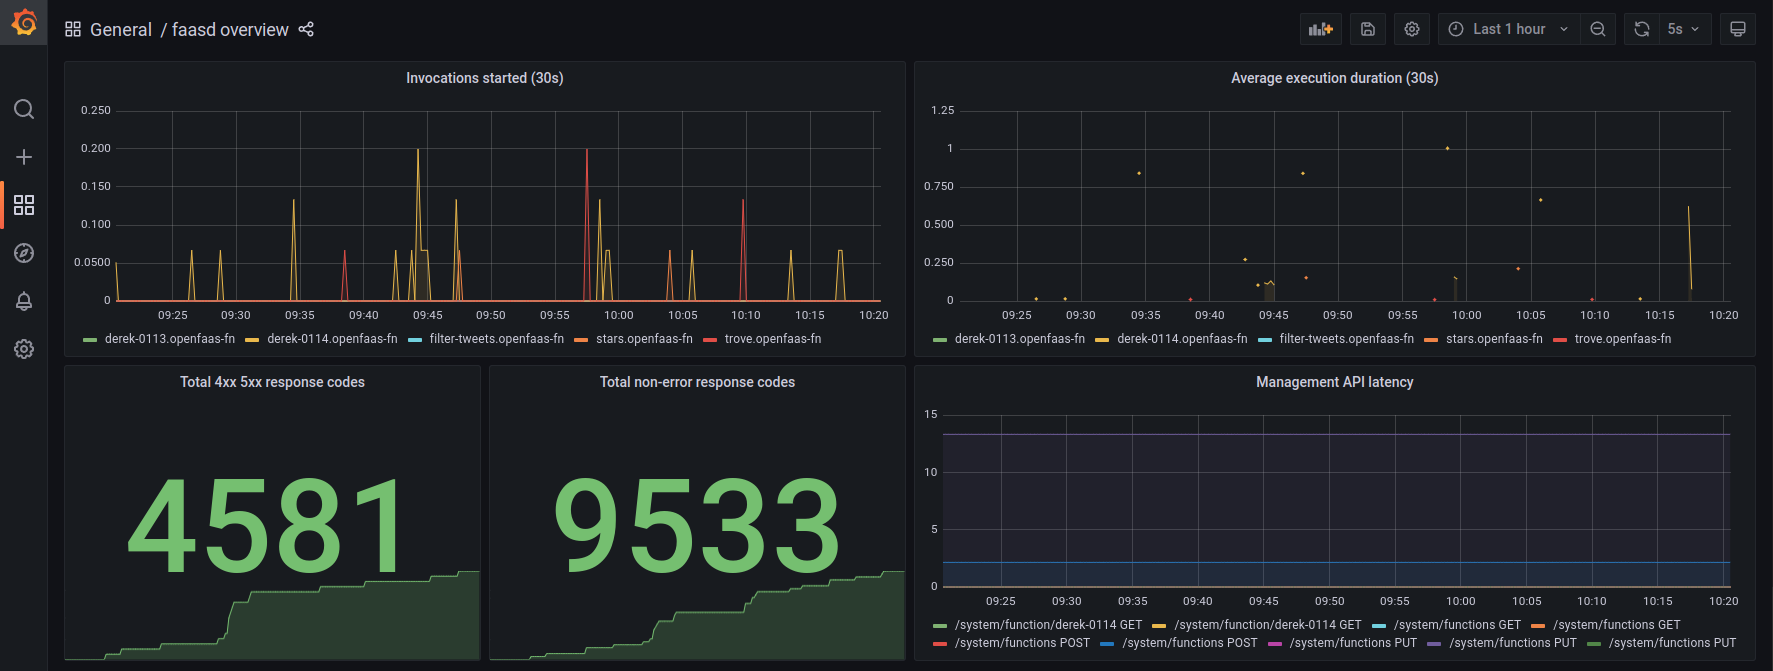 General / faasd overview
Last 1 hour
5s
Invocations started (30s)
0.250
0.200
0.150
0.100
0.0500
0
09:25 09:30 09:35 09:40 09:45 09:50 09:55 10:00 10:05 10:10 10:15 10:20
derek-0113.openfaas-fn derek-0114.openfaas-fn filter-tweets.openfaas-fn stars.openfaas-fn trove.openfaas-fn
Average execution duration (30s)
1.25
1
0.750
0.500
0.250
0
09:25 09:30 09:35 09:40 09:45 09:50 09:55 10:00 10:05 10:10 10:15 10:20
derek-0113.openfaas-fn derek-0114.openfaas-fn filter-tweets.openfaas-fn stars.openfaas-fn trove.openfaas-fn
Total 4xx 5xx response codes
4581
Total non-error response codes
9533
Management API latency
15
10
5
0
09:25 09:30 09:35 09:40 09:45 09:50 09:55 10:00 10:05 10:10 10:15 10:20
/system/function/derek-0114 GET /system/function/derek-0114 GET /system/functions GET /system/functions GET
/system/functions POST /system/functions POST /system/functions PUT /system/functions PUT /system/functions PUT